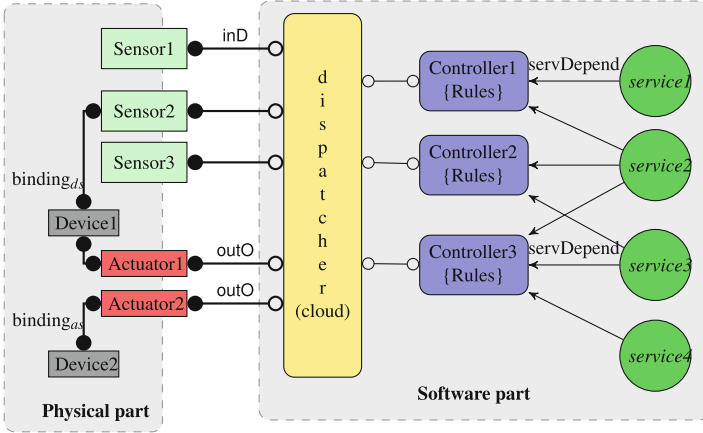 Sensor1
inD
Sensor2
Sensor3
binding_ds
Device1
Actuator1
outO
Actuator2
outO
binding_as
Device2
Physical part
d
i
s
p
a
t
c
h
e
r
(cloud)
Controller1
{Rules}
servDepend
service1
Controller2
{Rules}
service2
Controller3
{Rules}
servDepend
service3
service4
Software part